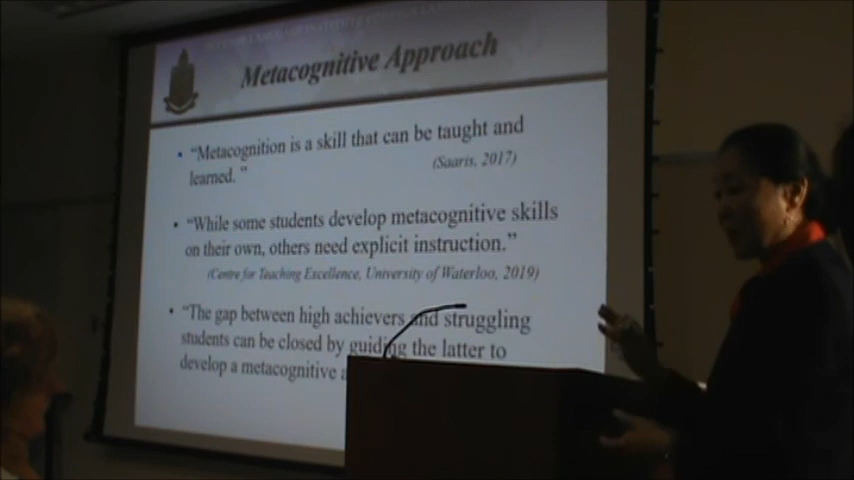 Metacognitive Approach
• “Metacognition is a skill that can be taught and
learned. ”
(Saaris, 2017)
• “While some students develop metacognitive skills
on their own, others need explicit instruction.”
(Centre for Teaching Excellence, University of Waterloo, 2019)
• “The gap between high achievers and struggling
students can be closed by guiding the latter to
develop a metacognitive